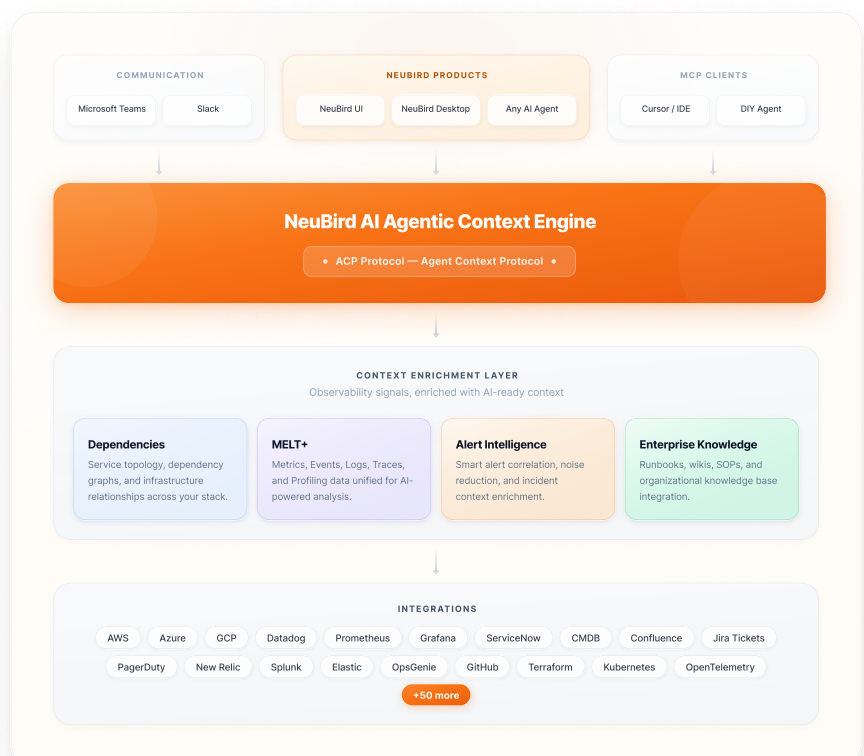 COMMUNICATION
Microsoft Teams
Slack
NEUBIRD PRODUCTS
NeuBird UI
NeuBird Desktop
Any AI Agent
MCP CLIENTS
Cursor / IDE
DIY Agent
NeuBird AI Agentic Context Engine
• ACP Protocol — Agent Context Protocol •
CONTEXT ENRICHMENT LAYER
Observability signals, enriched with AI-ready context
Dependencies
Service topology, dependency
graphs, and infrastructure
relationships across your stack.
MELT+
Metrics, Events, Logs, Traces,
and Profiling data unified for AI-
powered analysis.
Alert Intelligence
Smart alert correlation, noise
reduction, and incident
context enrichment.
Enterprise Knowledge
Runbooks, wikis, SOPs, and
organizational knowledge base
integration.
INTEGRATIONS
AWS
Azure
GCP
Datadog
Prometheus
Grafana
ServiceNow
CMDB
Confluence
Jira Tickets
PagerDuty
New Relic
Splunk
Elastic
OpsGenie
GitHub
Terraform
Kubernetes
OpenTelemetry
+50 more